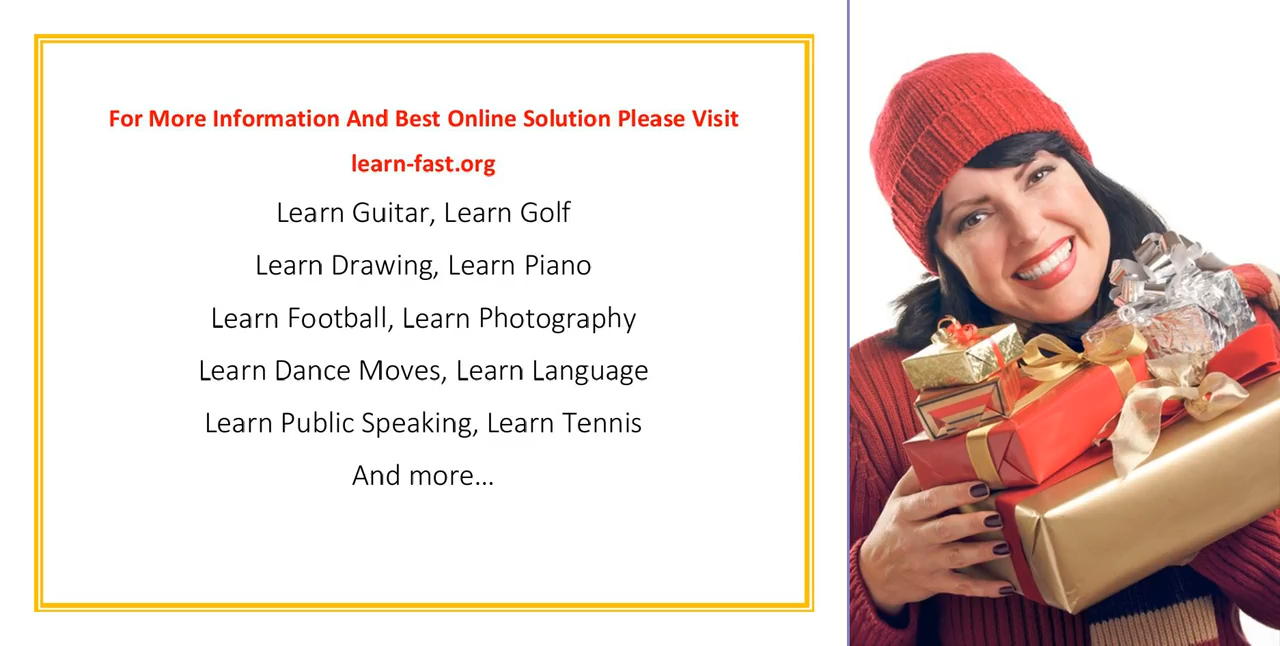 For More Information And Best Online Solution Please Visit
learn-fast.org
Learn Guitar, Learn Golf
Learn Drawing, Learn Piano
Learn Football, Learn Photography
Learn Dance Moves, Learn Language
Learn Public Speaking, Learn Tennis
And more...